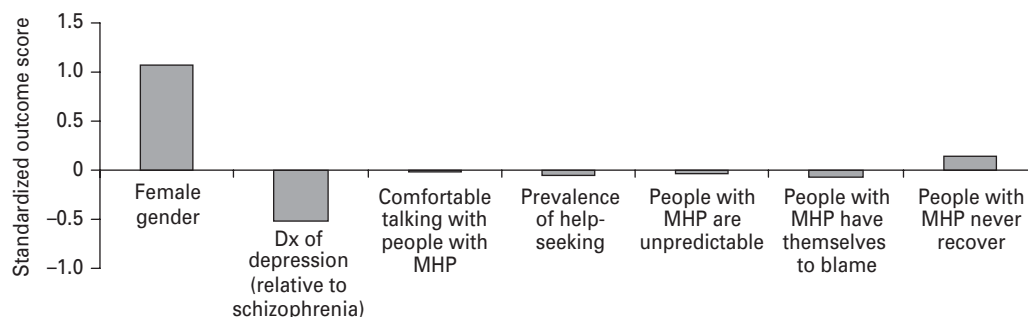 Standardized outcome score
1.5
1.0
0.5
0
−0.5
−1.0
Female
gender
Dx of
depression
(relative to
schizophrenia)
Comfortable
talking with
people with
MHP
Prevalence
of help-
seeking
People with
MHP are
unpredictable
People with
MHP have
themselves
to blame
People with
MHP never
recover